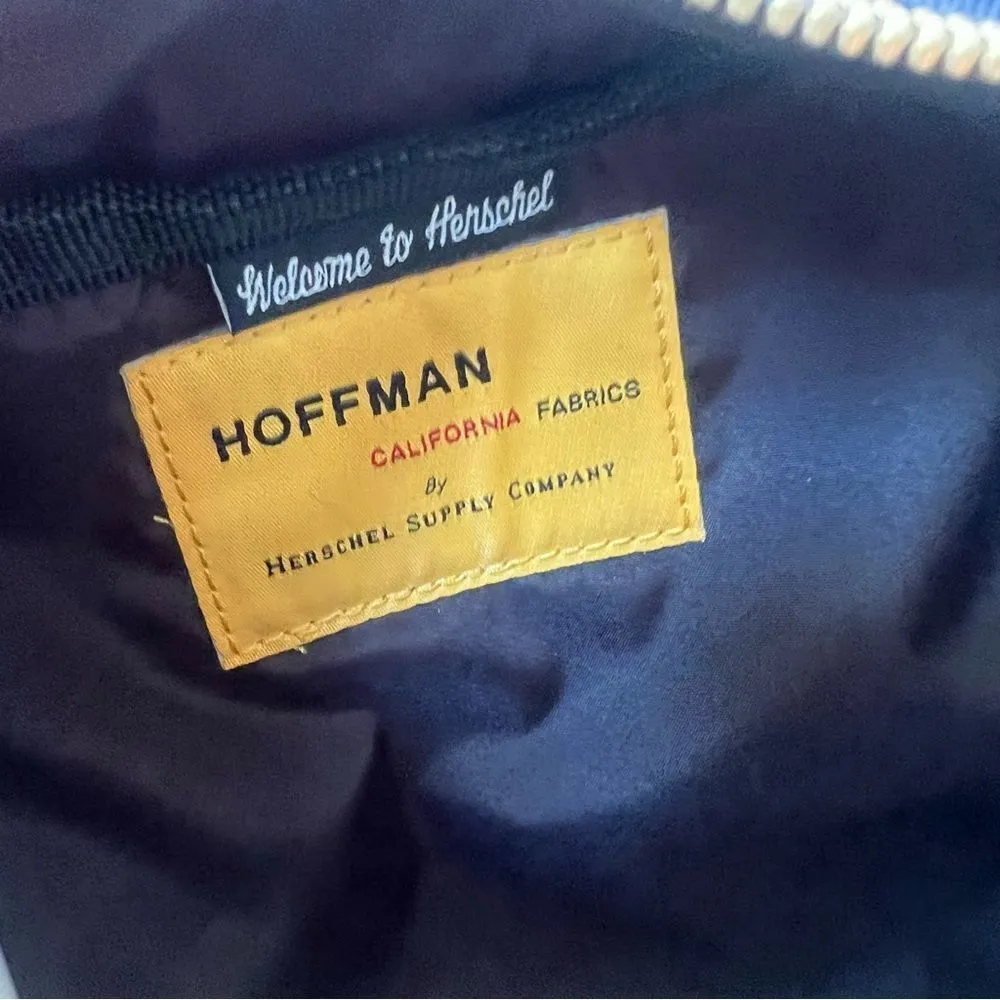 Welcome to Herschel
HOFFMAN
CALIFORNIA FABRICS
By
HERSCHEL SUPPLY COMPANY